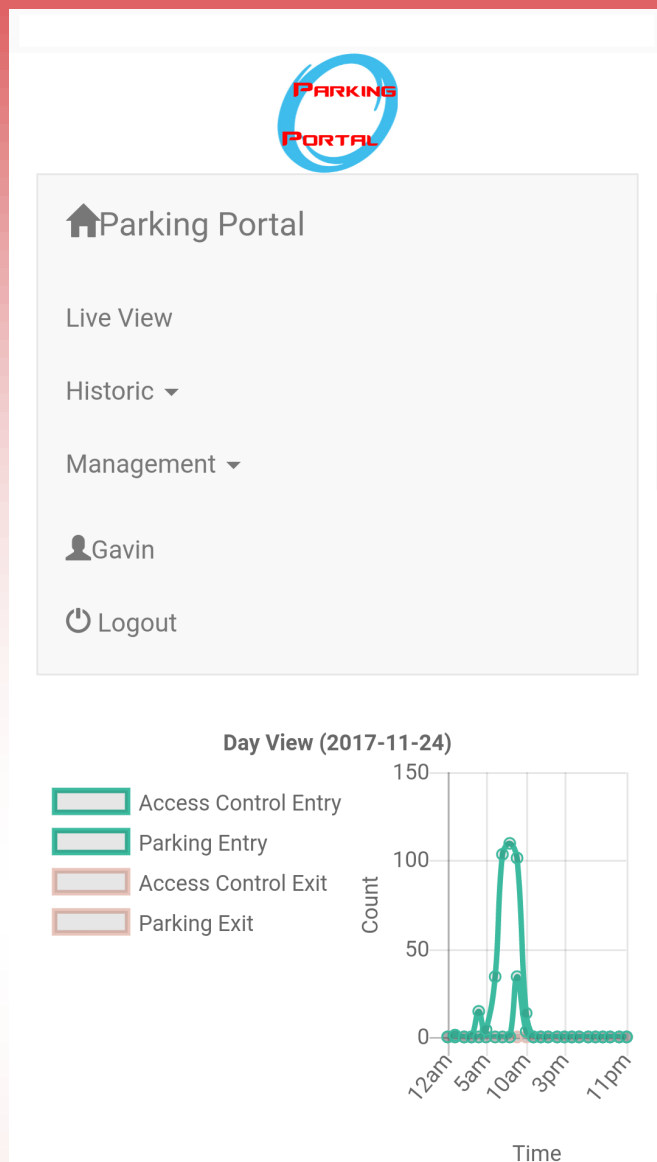 PARKING
PORTAL
Parking Portal
Live View
Historic
Management
Gavin
Logout
Day View (2017-11-24)
Access Control Entry
Parking Entry
Access Control Exit
Parking Exit
Count
150
100
50
0
12am 5am 10am 3pm 11pm
Time